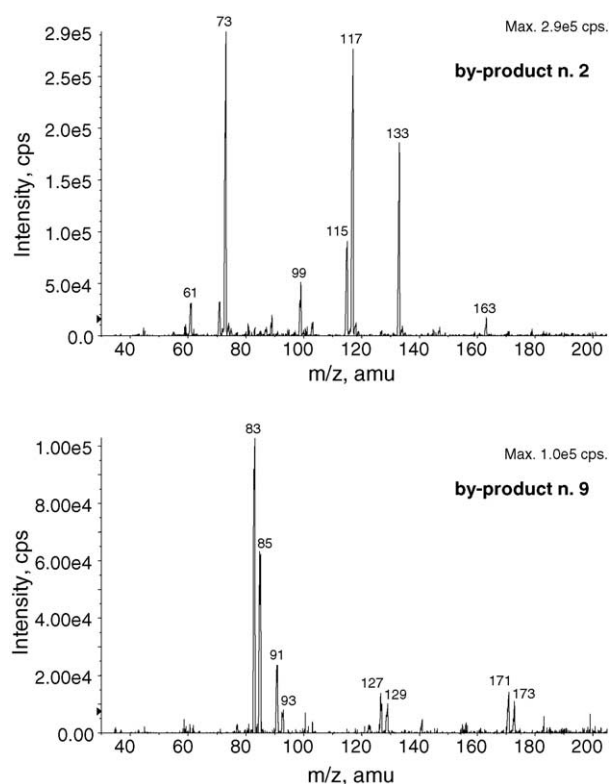 Max. 2.9e5 cps.
by-product n. 2
Intensity, cps
2.9e5
2.5e5
2.0e5
1.5e5
1.0e5
5.0e4
0.0
73
117
133
115
99
61
163
40 60 80 100 120 140 160 180 200
m/z, amu
Max. 1.0e5 cps.
by-product n. 9
Intensity, cps
1.00e5
8.00e4
6.00e4
4.00e4
2.00e4
0.00
83
85
91
93
127
129
171
173
40 60 80 100 120 140 160 180 200
m/z, amu